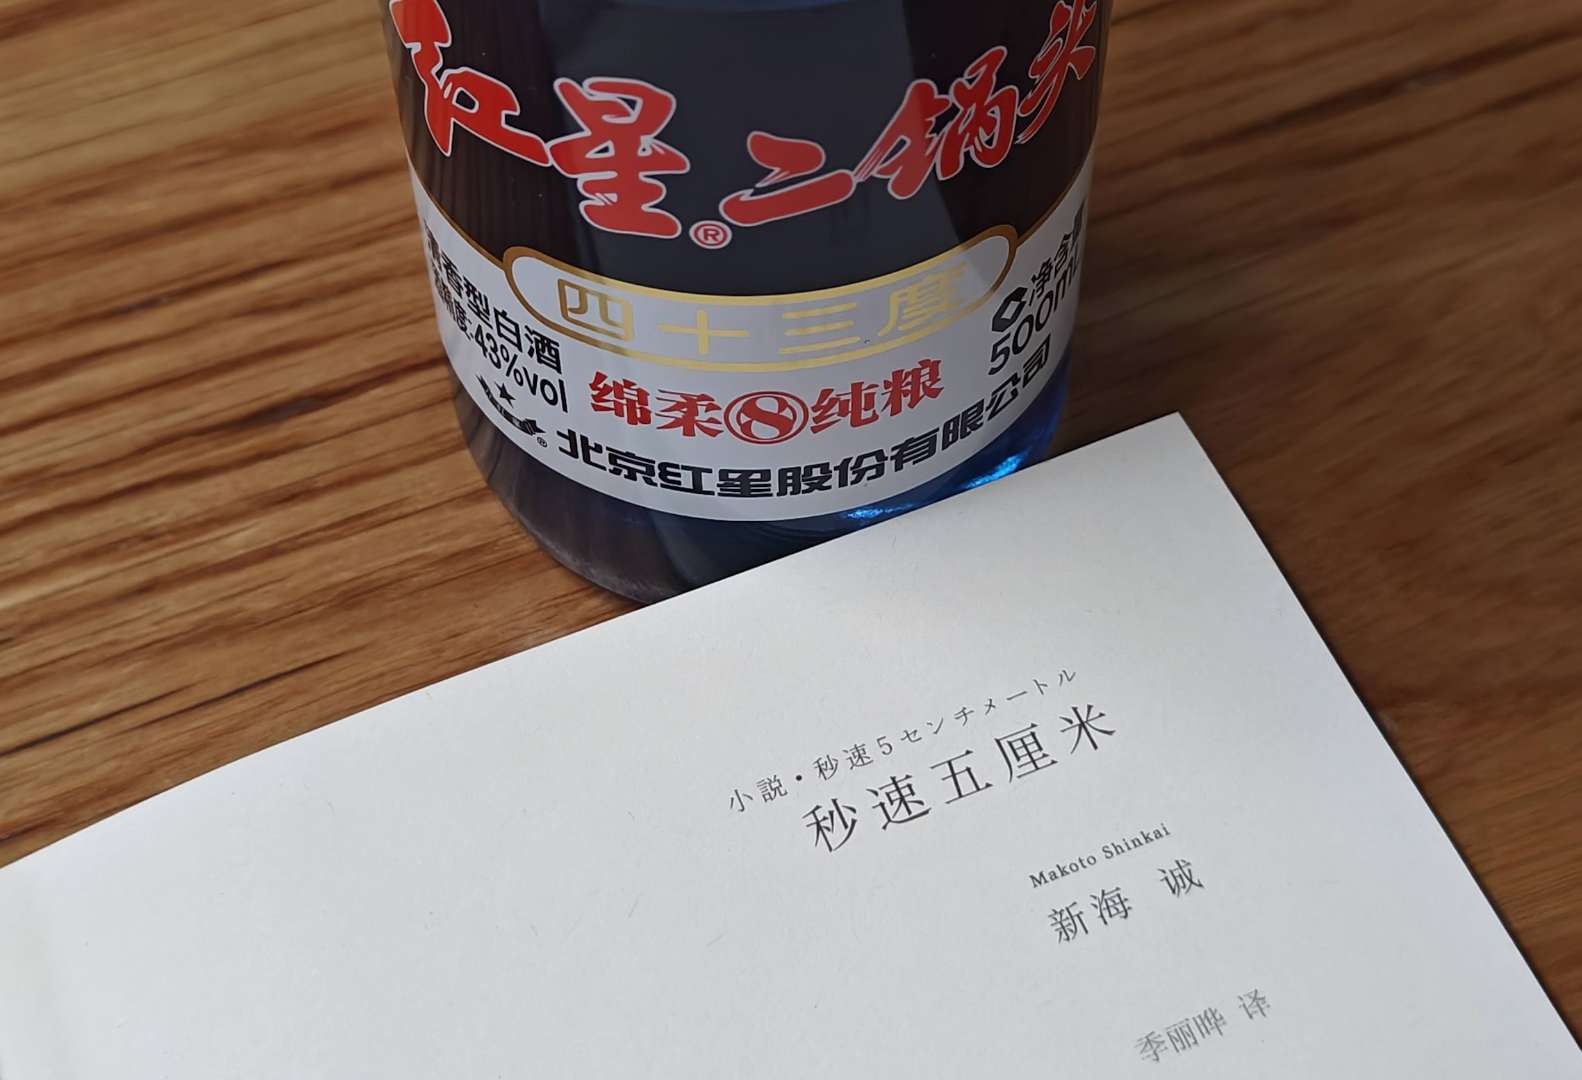 红星二锅头
®
四十三度
清香型白酒
酒精度:43%vol
净含量
500mL
绵柔8纯粮
北京红星股份有限公司
小説・秒速5センチメートル
秒速五厘米
Makoto Shinkai
新海 诚
季丽晔 译